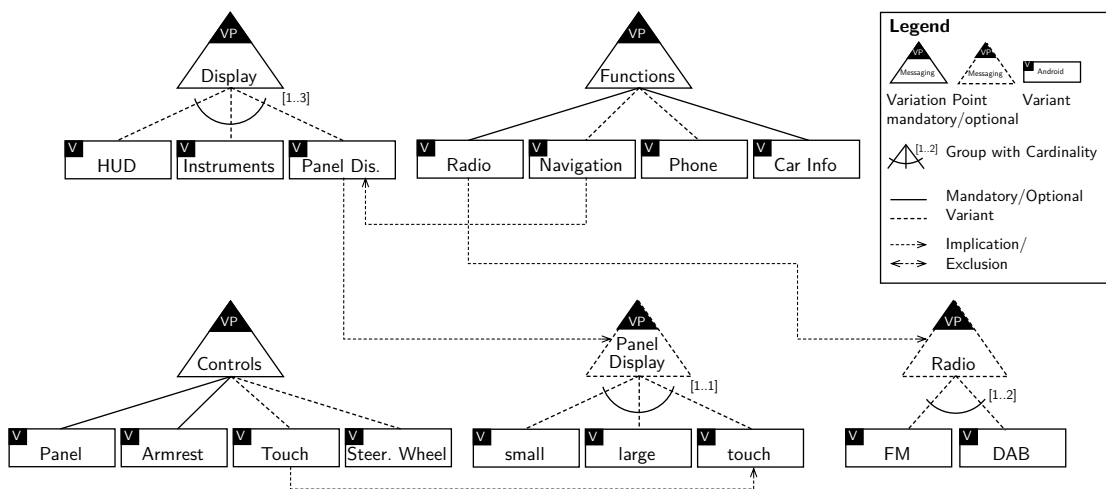 VP
Display
[1..3]
V
HUD
V
Instruments
V
Panel Dis.
VP
Functions
V
Radio
V
Navigation
V
Phone
V
Car Info
Legend
VP
Messaging
VP
Messaging
V
Android
Variation Point
mandatory/optional
Variant
[1..2]
Group with Cardinality
Mandatory/Optional
Variant
Implication/
Exclusion
VP
Controls
V
Panel
V
Armrest
V
Touch
V
Steer. Wheel
VP
Panel
Display
[1..1]
V
small
V
large
V
touch
VP
Radio
[1..2]
V
FM
V
DAB